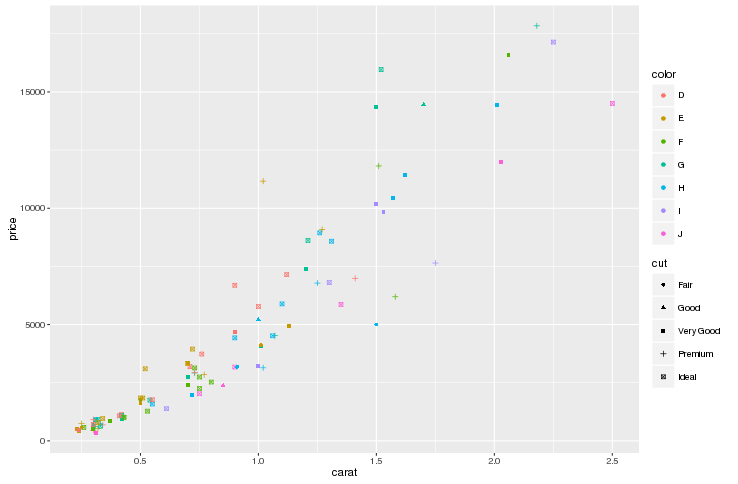 price
15000
10000
5000
0
0.5 1.0 1.5 2.0 2.5
carat
color
D
E
F
G
H
I
J
cut
Fair
Good
Very Good
Premium
Ideal